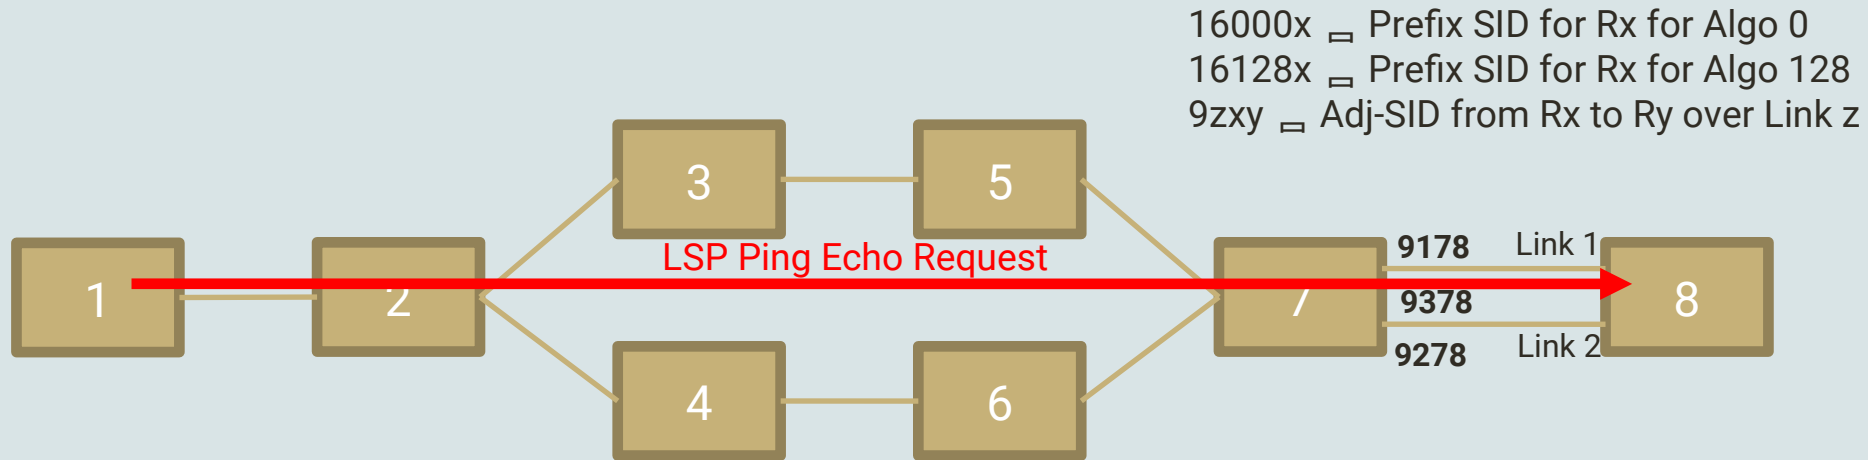 16000x ▭ Prefix SID for Rx for Algo 0
16128x ▭ Prefix SID for Rx for Algo 128
9zxy ▭ Adj-SID from Rx to Ry over Link z
3
5
LSP Ping Echo Request
9178 Link 1
1
2
7
9378
8
9278 Link 2
4
6